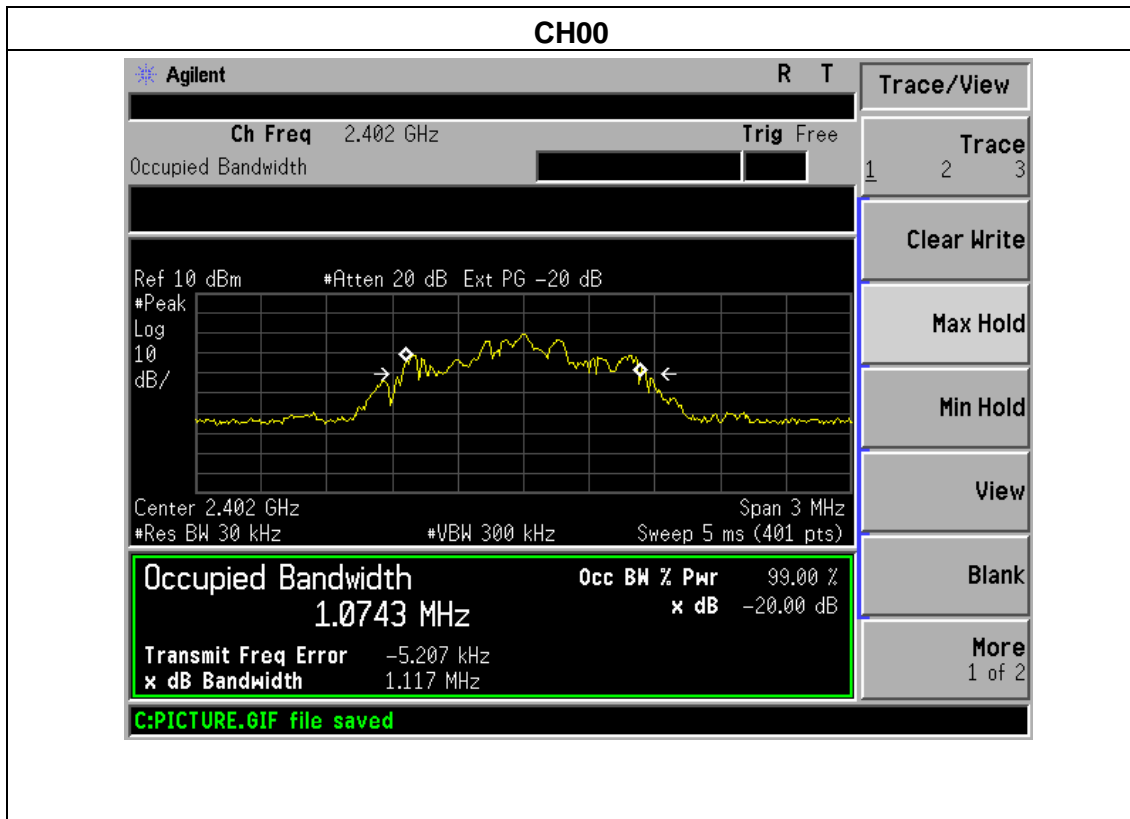 CH00
Agilent R T
Trace/View
Ch Freq 2.402 GHz Trig Free
Occupied Bandwidth
Trace
1 2 3
Clear Write
Ref 10 dBm #Atten 20 dB Ext PG −20 dB
#Peak
Log
10
dB/
Max Hold
Min Hold
View
Center 2.402 GHz Span 3 MHz
#Res BW 30 kHz #VBW 300 kHz Sweep 5 ms (401 pts)
Occupied Bandwidth Occ BW % Pwr 99.00 %
1.0743 MHz x dB −20.00 dB
Blank
Transmit Freq Error −5.207 kHz
x dB Bandwidth 1.117 MHz
More
1 of 2
C:PICTURE.GIF file saved